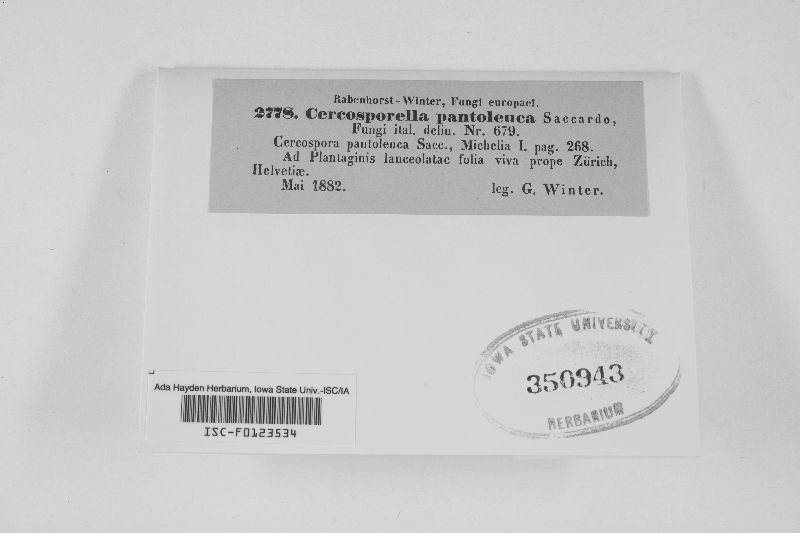 Rabenhorst-Winter, Fungi europaei.
2778. Cercosporella pantoleuca Saccardo,
Fungi ital. delin. Nr. 679.
Cercospora pantoleuca Sacc., Michelia I. pag. 268.
Ad Plantaginis lanceolatae folia viva prope Zürich,
Helvetiæ.
Mai 1882. leg. G. Winter.
IOWA STATE UNIVERSITY
350943
HERBARIUM
Ada Hayden Herbarium, Iowa State Univ.-ISC/IA
ISC-F0123534